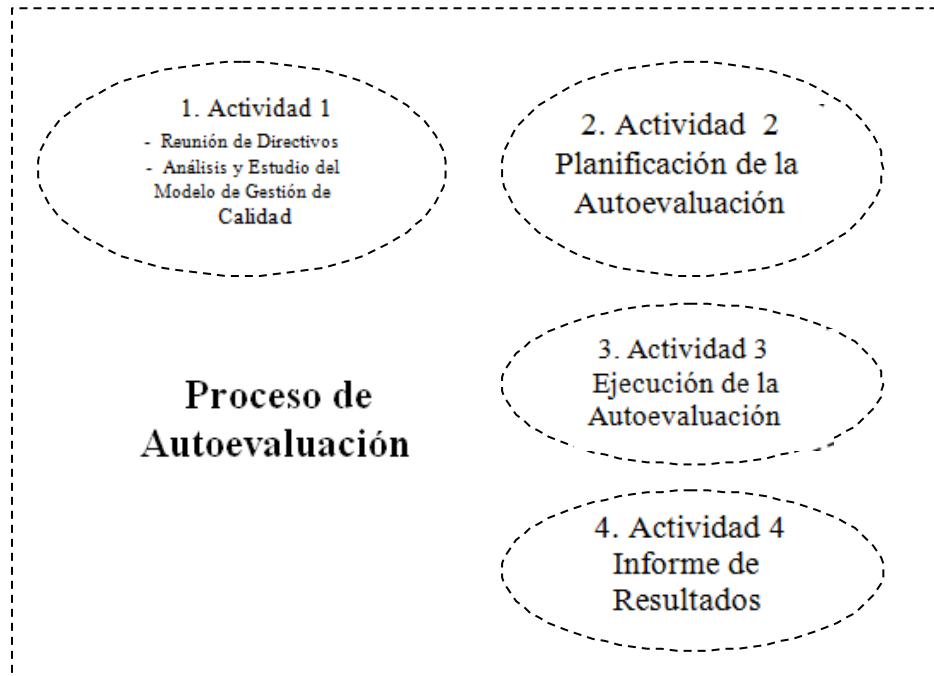 1. Actividad 1
- Reunión de Directivos
- Análisis y Estudio del
Modelo de Gestión de
Calidad
2. Actividad 2
Planificación de la
Autoevaluación
3. Actividad 3
Ejecución de la
Autoevaluación
Proceso de
Autoevaluación
4. Actividad 4
Informe de
Resultados